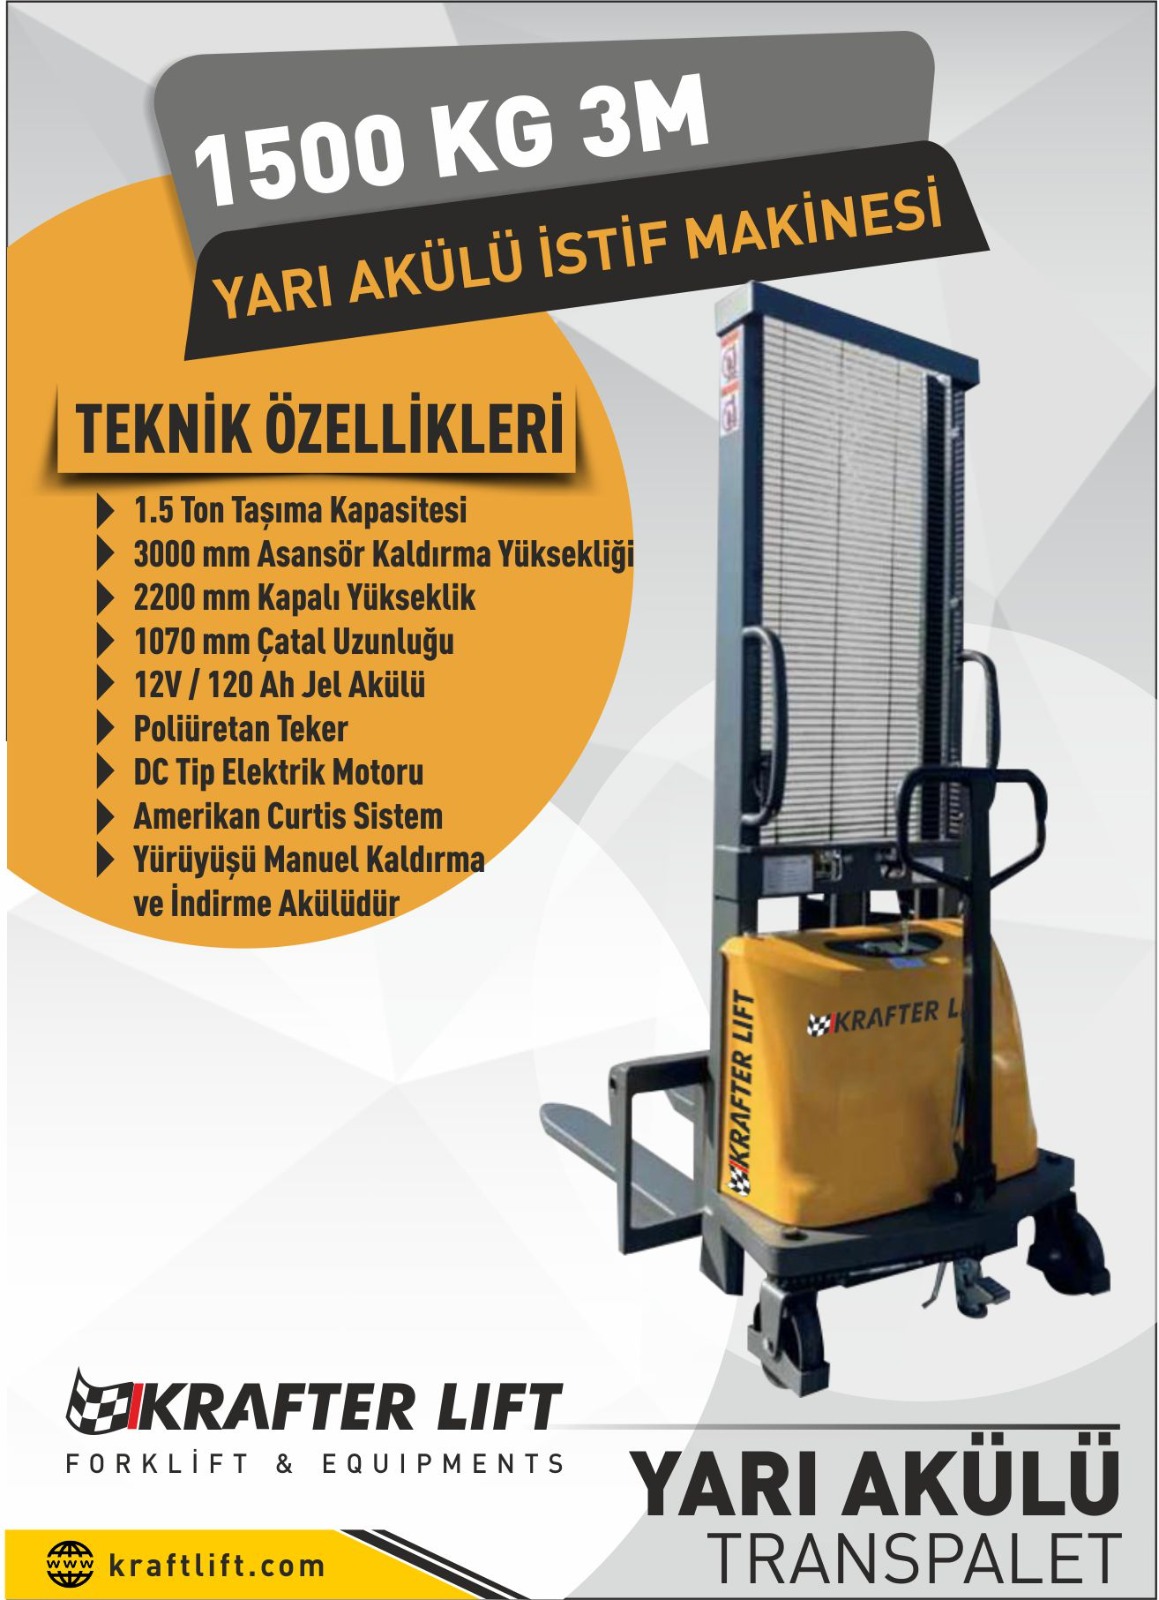 1500 KG 3M
YARI AKÜLÜ İSTİF MAKİNESİ
TEKNİK ÖZELLİKLERİ
1.5 Ton Taşıma Kapasitesi
3000 mm Asansör Kaldırma Yüksekliği
2200 mm Kapalı Yükseklik
1070 mm Çatal Uzunluğu
12V / 120 Ah Jel Akülü
Poliüretan Teker
DC Tip Elektrik Motoru
Amerikan Curtis Sistem
Yürüyüşü Manuel Kaldırma
ve İndirme Akülüdür
KRAFTER LIFT
KRAFTER L
KRAFTER LIFT
FORKLİFT & EQUIPMENTS
YARI AKÜLÜ
TRANSPALET
www
kraftlift.com